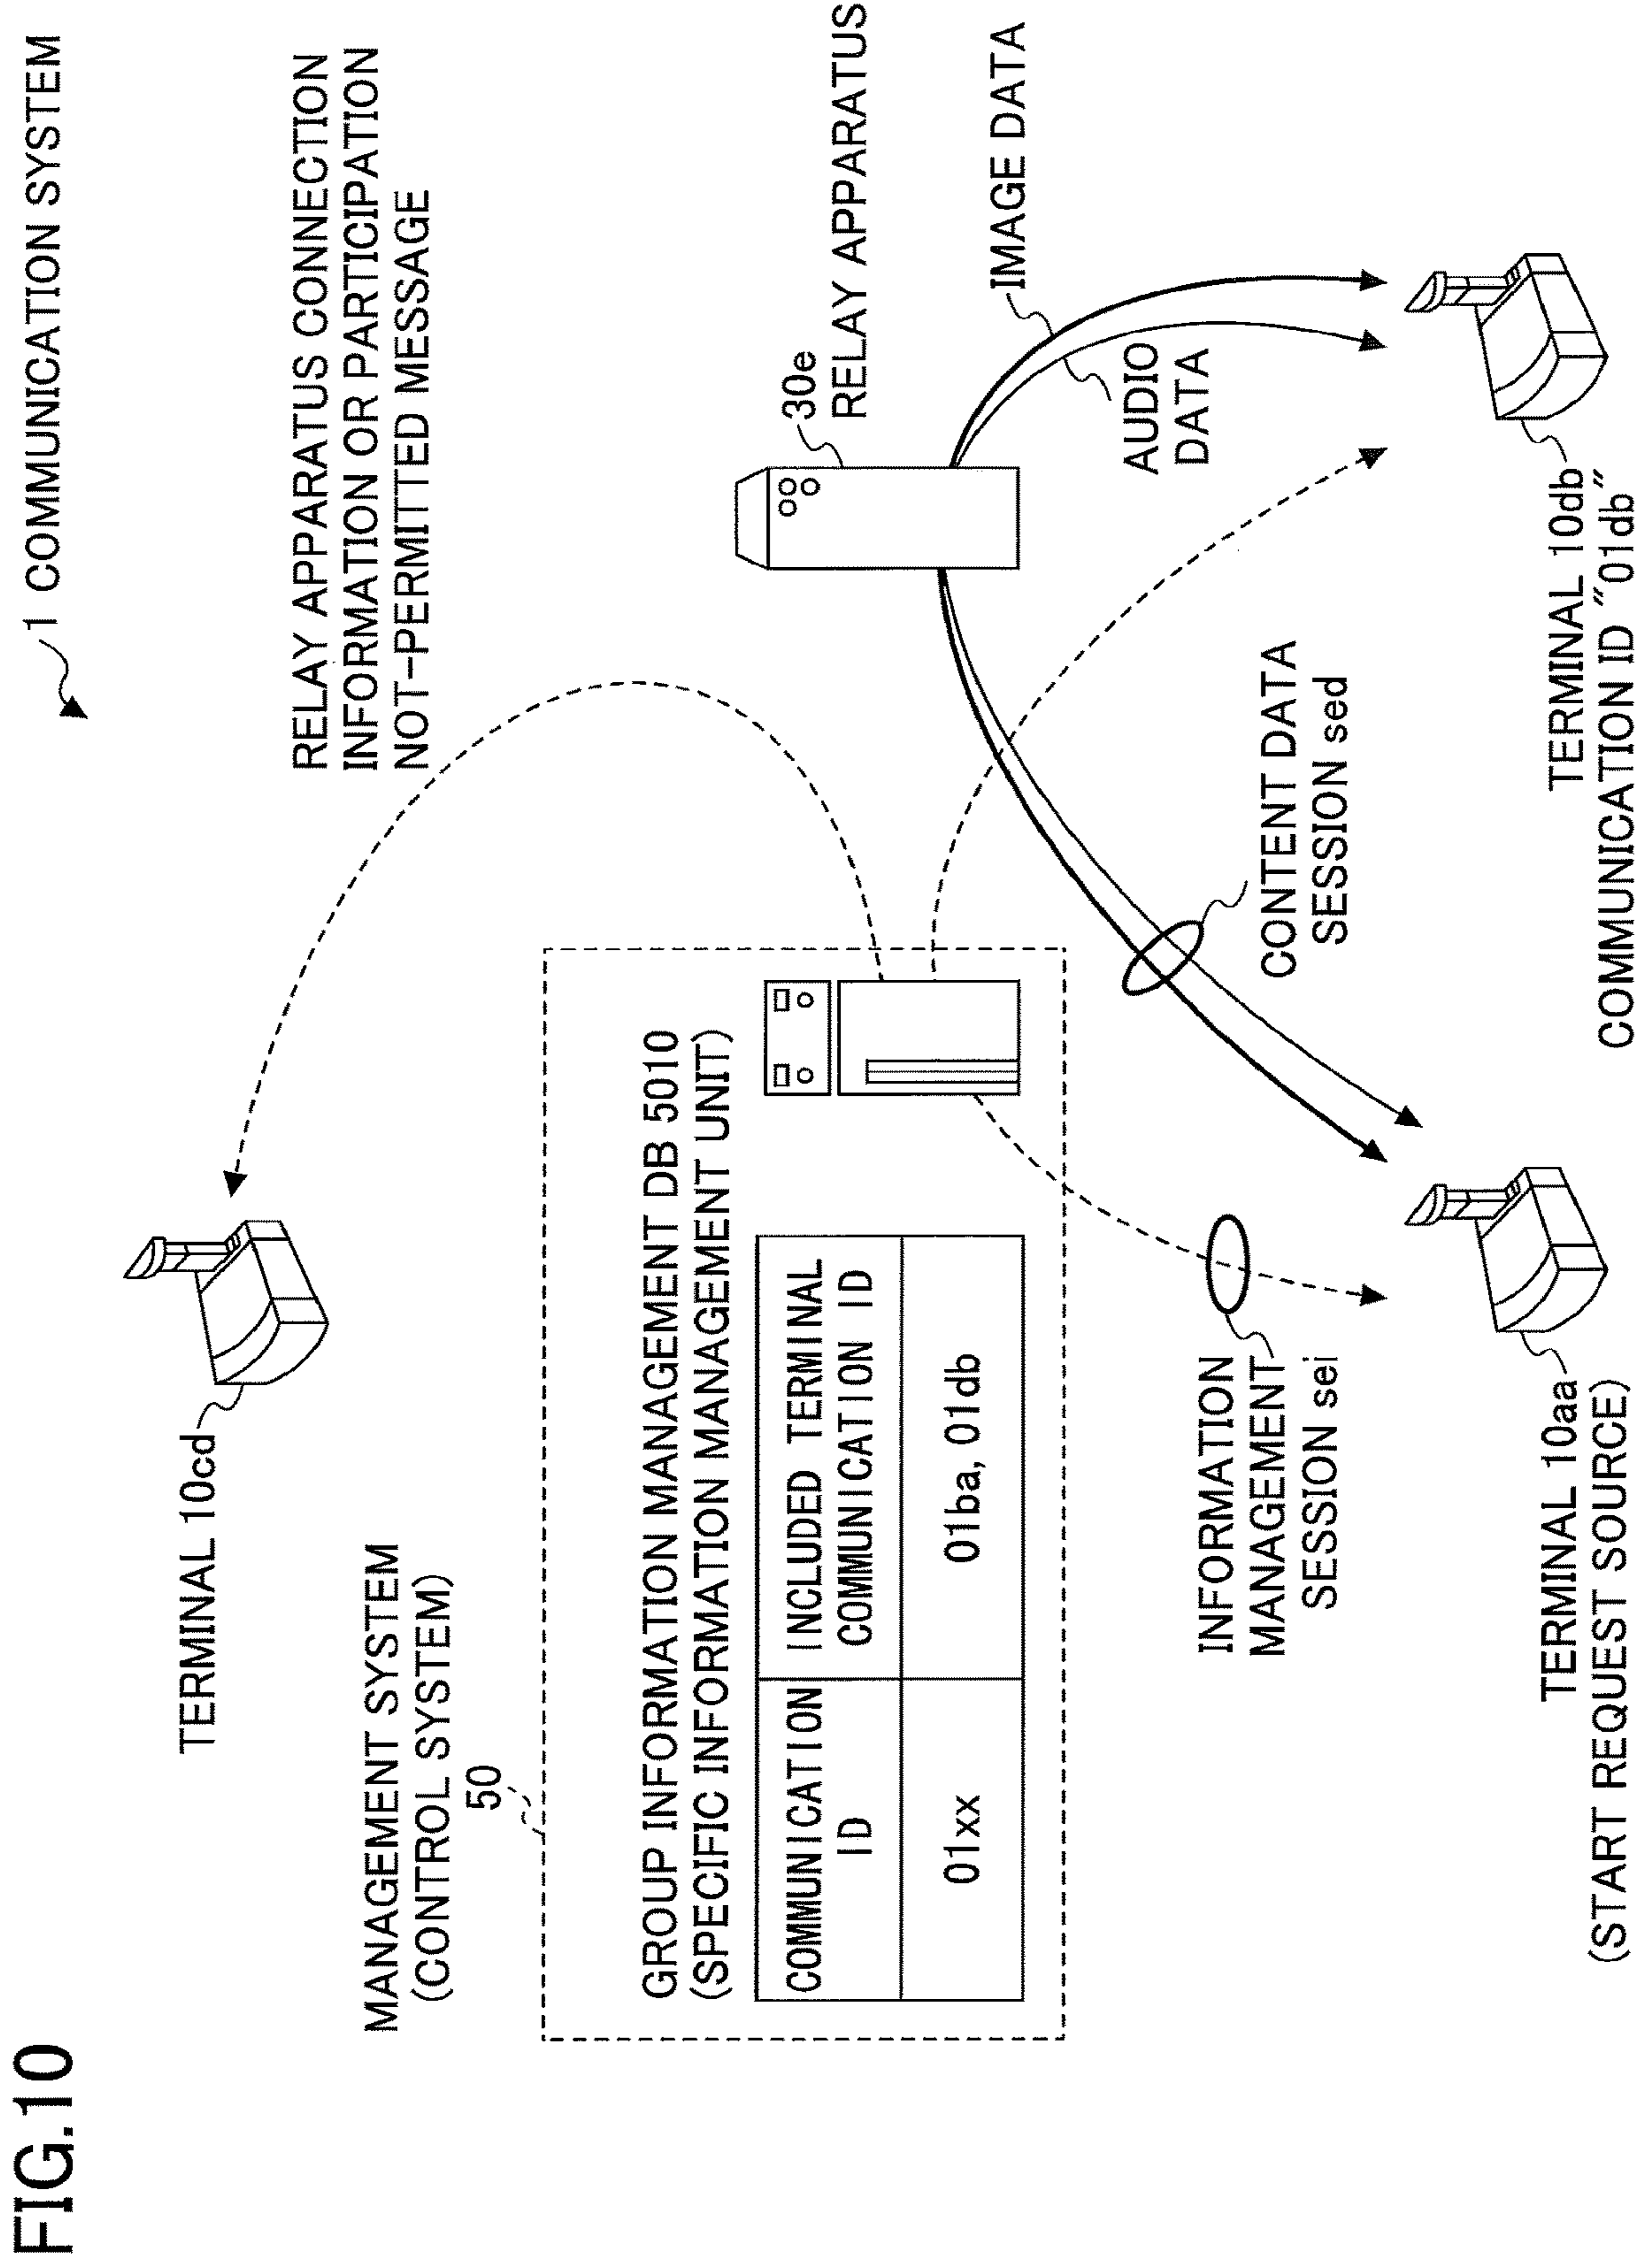 FIG.10
1 COMMUNICATION SYSTEM
TERMINAL 10cd
RELAY APPARATUS CONNECTION
INFORMATION OR PARTICIPATION
NOT-PERMITTED MESSAGE
MANAGEMENT SYSTEM
(CONTROL SYSTEM)
50
GROUP INFORMATION MANAGEMENT DB 5010
(SPECIFIC INFORMATION MANAGEMENT UNIT)
COMMUNICATION
ID
INCLUDED TERMINAL
COMMUNICATION ID
01xx
01ba, 01db
30e
RELAY APPARATUS
IMAGE DATA
AUDIO
DATA
INFORMATION
MANAGEMENT
SESSION sei
CONTENT DATA
SESSION sed
TERMINAL 10aa
(START REQUEST SOURCE)
TERMINAL 10db
COMMUNICATION ID "01db"